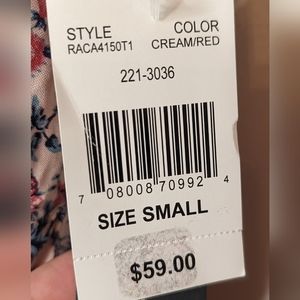 STYLE COLOR
RACA4150T1 CREAM/RED
221-3036
7 08008 70992 4
SIZE SMALL
$59.00